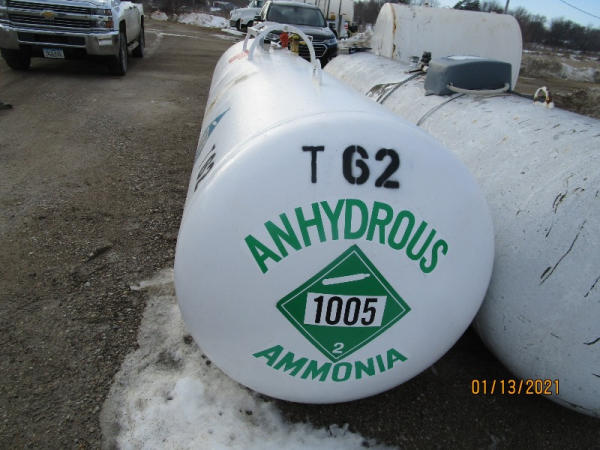 T 62
ANHYDROUS
1005
2
AMMONIA
01/13/2021